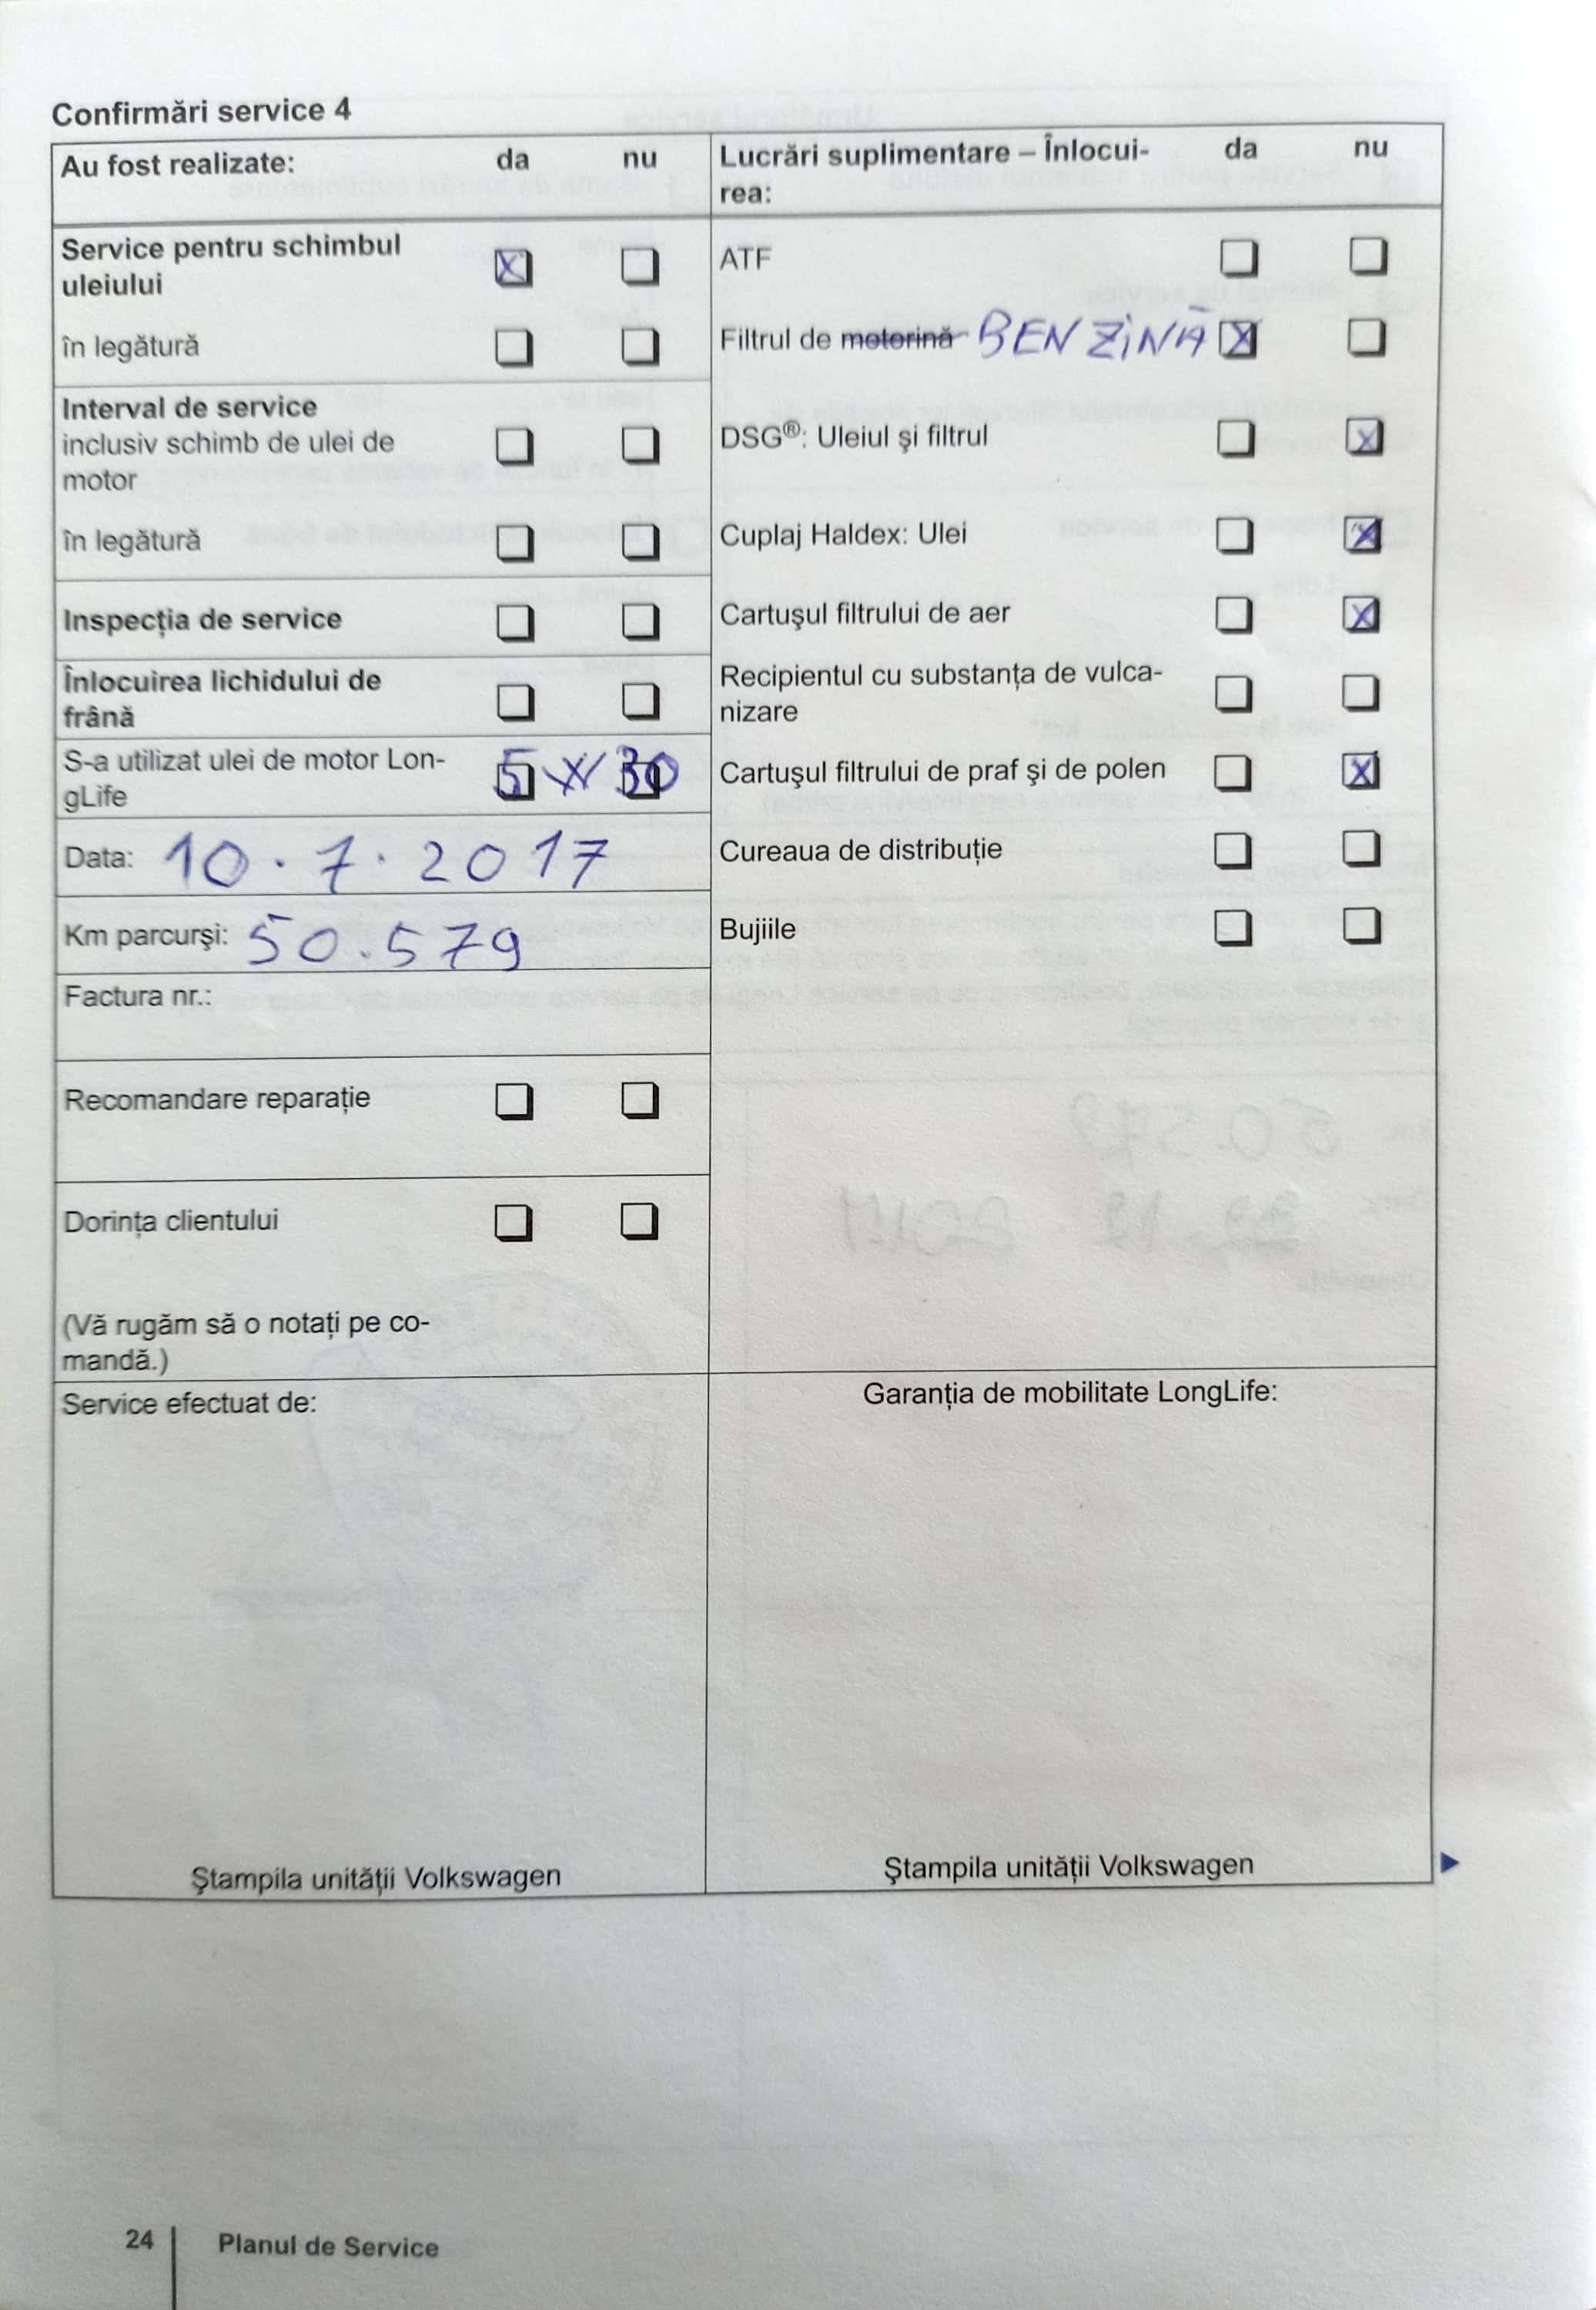 Confirmări service 4
Au fost realizate: da nu
Service pentru schimbul
uleiului
în legătură
Interval de service
inclusiv schimb de ulei de
motor
în legătură
Inspecția de service
Înlocuirea lichidului de
frână
S-a utilizat ulei de motor Lon-
gLife 5W30
Data: 10.7.2017
Km parcurşi: 50.579
Factura nr.:
Recomandare reparație
Dorința clientului
(Vă rugăm să o notați pe co-
mandă.)
Service efectuat de:
Ştampila unității Volkswagen
Lucrări suplimentare – Înlocui-
rea: da nu
ATF
Filtrul de motorină BENZINĂ
DSG®: Uleiul şi filtrul
Cuplaj Haldex: Ulei
Cartuşul filtrului de aer
Recipientul cu substanța de vulca-
nizare
Cartuşul filtrului de praf şi de polen
Cureaua de distribuție
Bujiile
Garanția de mobilitate LongLife:
Ştampila unității Volkswagen
24 Planul de Service